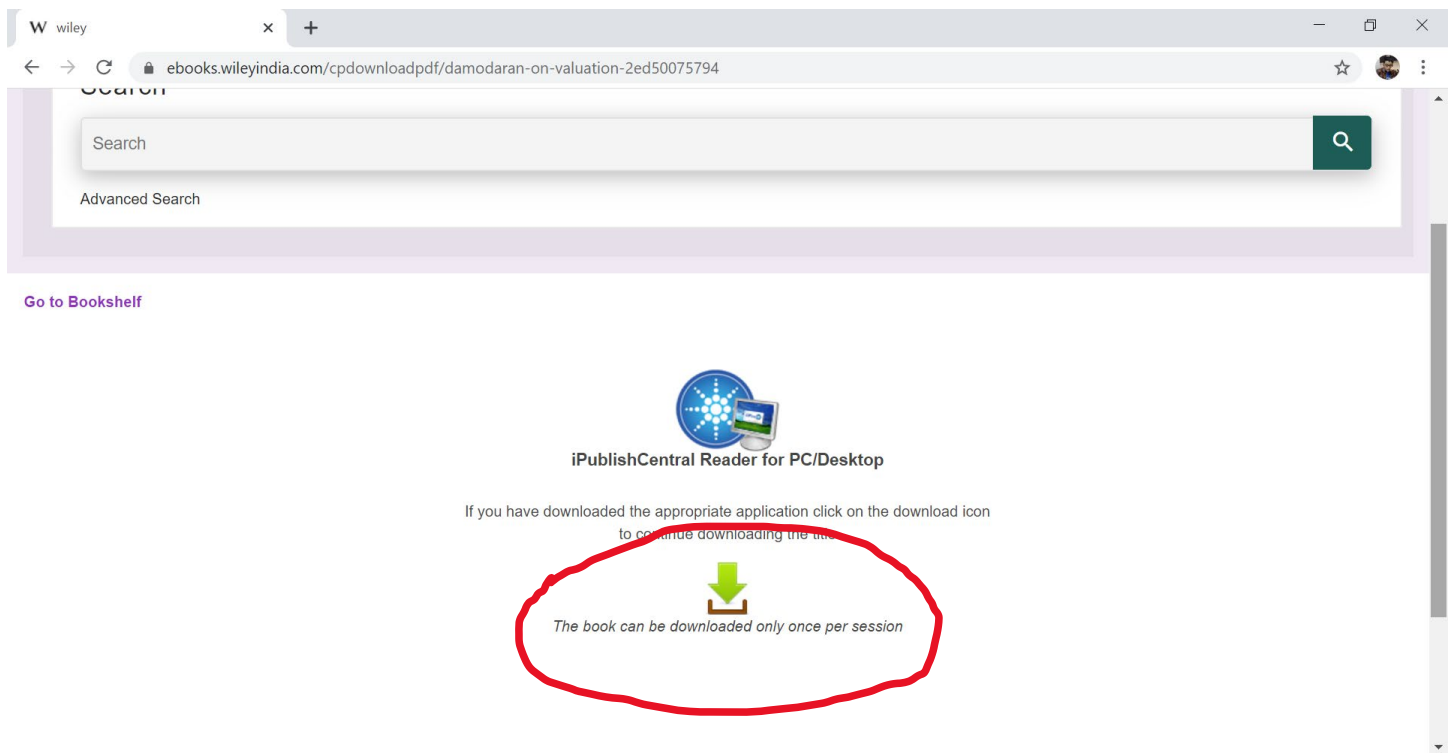 W wiley
ebooks.wileyindia.com/cpdownloadpdf/damodaran-on-valuation-2ed50075794
Search
Search
Advanced Search
Go to Bookshelf
iPublishCentral Reader for PC/Desktop
If you have downloaded the appropriate application click on the download icon
to continue downloading the title
The book can be downloaded only once per session